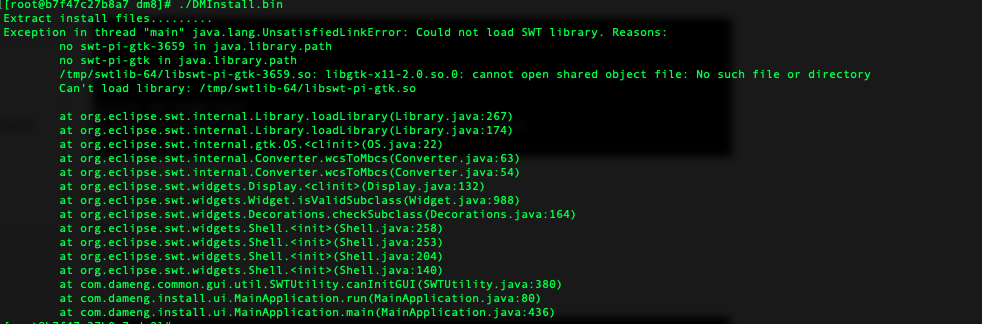 [root@b7f47c27b8a7 dm8]# ./DMInstall.bin
Extract install files.........
Exception in thread "main" java.lang.UnsatisfiedLinkError: Could not load SWT library. Reasons:
no swt-pi-gtk-3659 in java.library.path
no swt-pi-gtk in java.library.path
/tmp/swtlib-64/libswt-pi-gtk-3659.so: libgtk-x11-2.0.so.0: cannot open shared object file: No such file or directory
Can't load library: /tmp/swtlib-64/libswt-pi-gtk.so
at org.eclipse.swt.internal.Library.loadLibrary(Library.java:267)
at org.eclipse.swt.internal.Library.loadLibrary(Library.java:174)
at org.eclipse.swt.internal.gtk.OS.<clinit>(OS.java:22)
at org.eclipse.swt.internal.Converter.wcsToMbcs(Converter.java:63)
at org.eclipse.swt.internal.Converter.wcsToMbcs(Converter.java:54)
at org.eclipse.swt.widgets.Display.<clinit>(Display.java:132)
at org.eclipse.swt.widgets.Widget.isValidSubclass(Widget.java:988)
at org.eclipse.swt.widgets.Decorations.checkSubclass(Decorations.java:164)
at org.eclipse.swt.widgets.Shell.<init>(Shell.java:258)
at org.eclipse.swt.widgets.Shell.<init>(Shell.java:253)
at org.eclipse.swt.widgets.Shell.<init>(Shell.java:204)
at org.eclipse.swt.widgets.Shell.<init>(Shell.java:140)
at com.dameng.common.gui.util.SWTUtility.canInitGUI(SWTUtility.java:380)
at com.dameng.install.ui.MainApplication.run(MainApplication.java:80)
at com.dameng.install.ui.MainApplication.main(MainApplication.java:436)